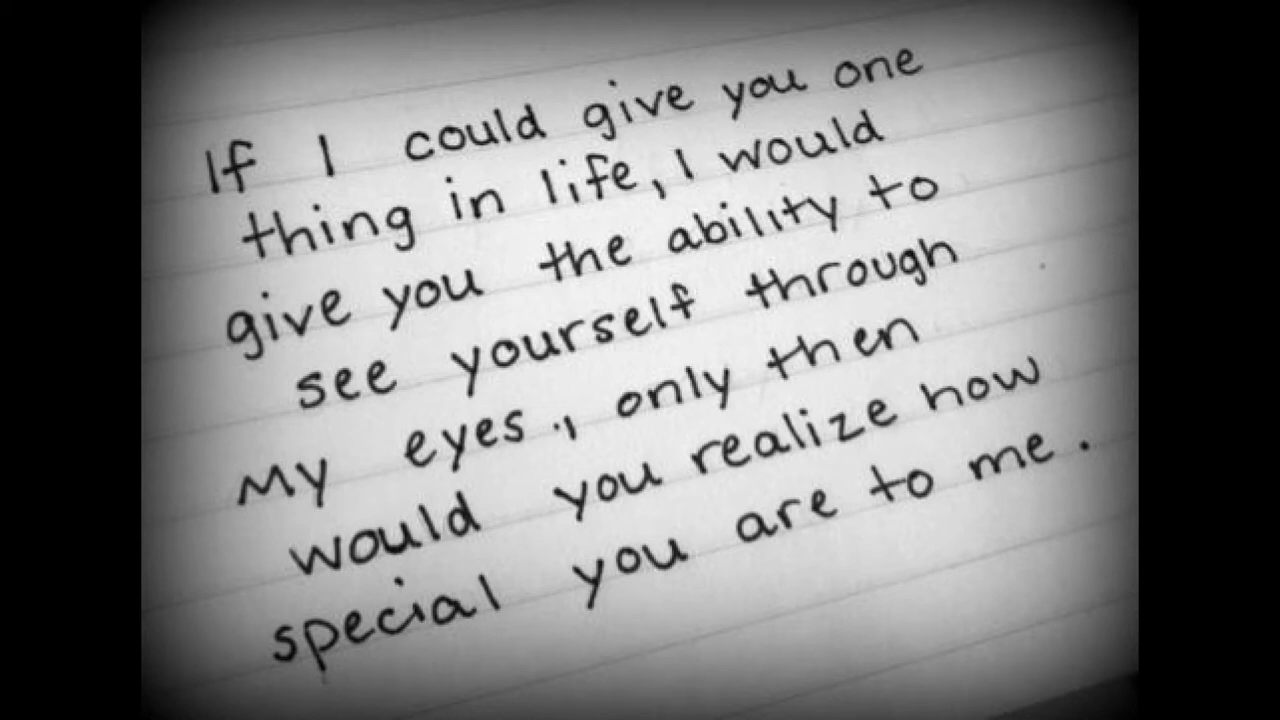 If I could give you one
thing in life, I would
give you the ability to
see yourself through
my eyes., only then
would you realize how
special you are to me.